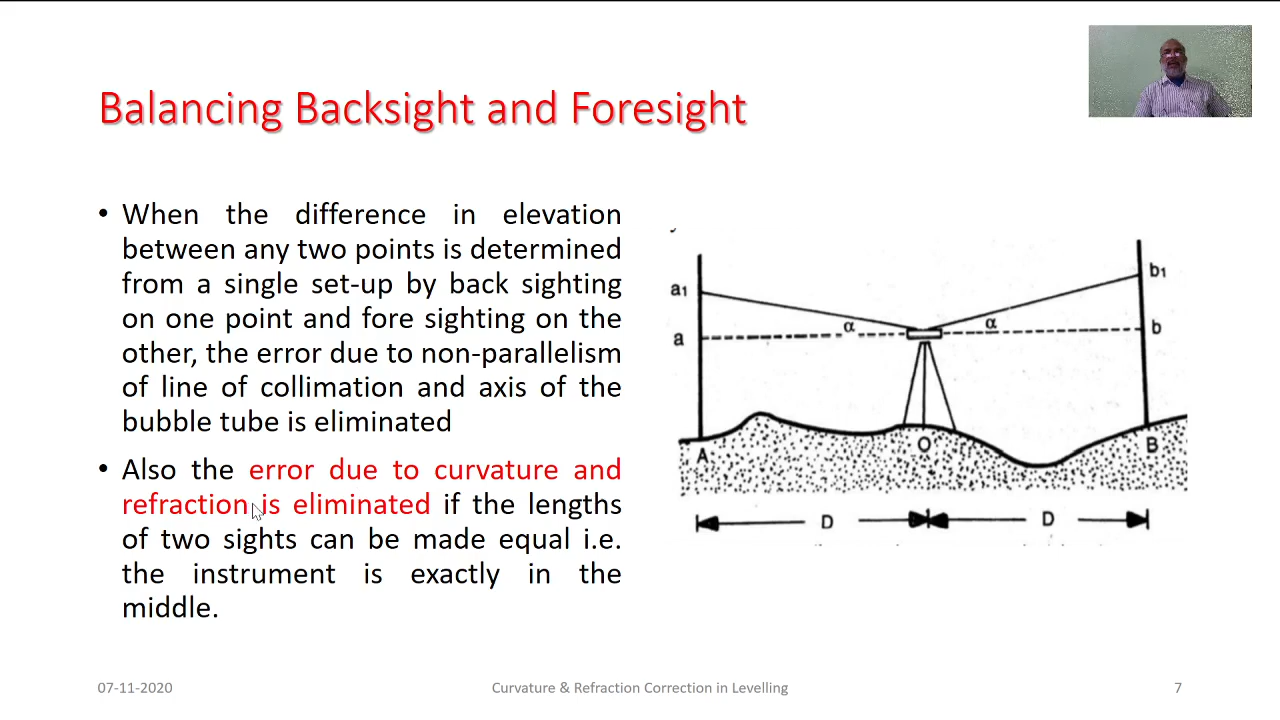 Balancing Backsight and Foresight
• When the difference in elevation
between any two points is determined
from a single set-up by back sighting
on one point and fore sighting on the
other, the error due to non-parallelism
of line of collimation and axis of the
bubble tube is eliminated
• Also the error due to curvature and
refraction is eliminated if the lengths
of two sights can be made equal i.e.
the instrument is exactly in the
middle.
a1
b1
α
α
a
b
A
O
B
D
D
07-11-2020
Curvature & Refraction Correction in Levelling
7